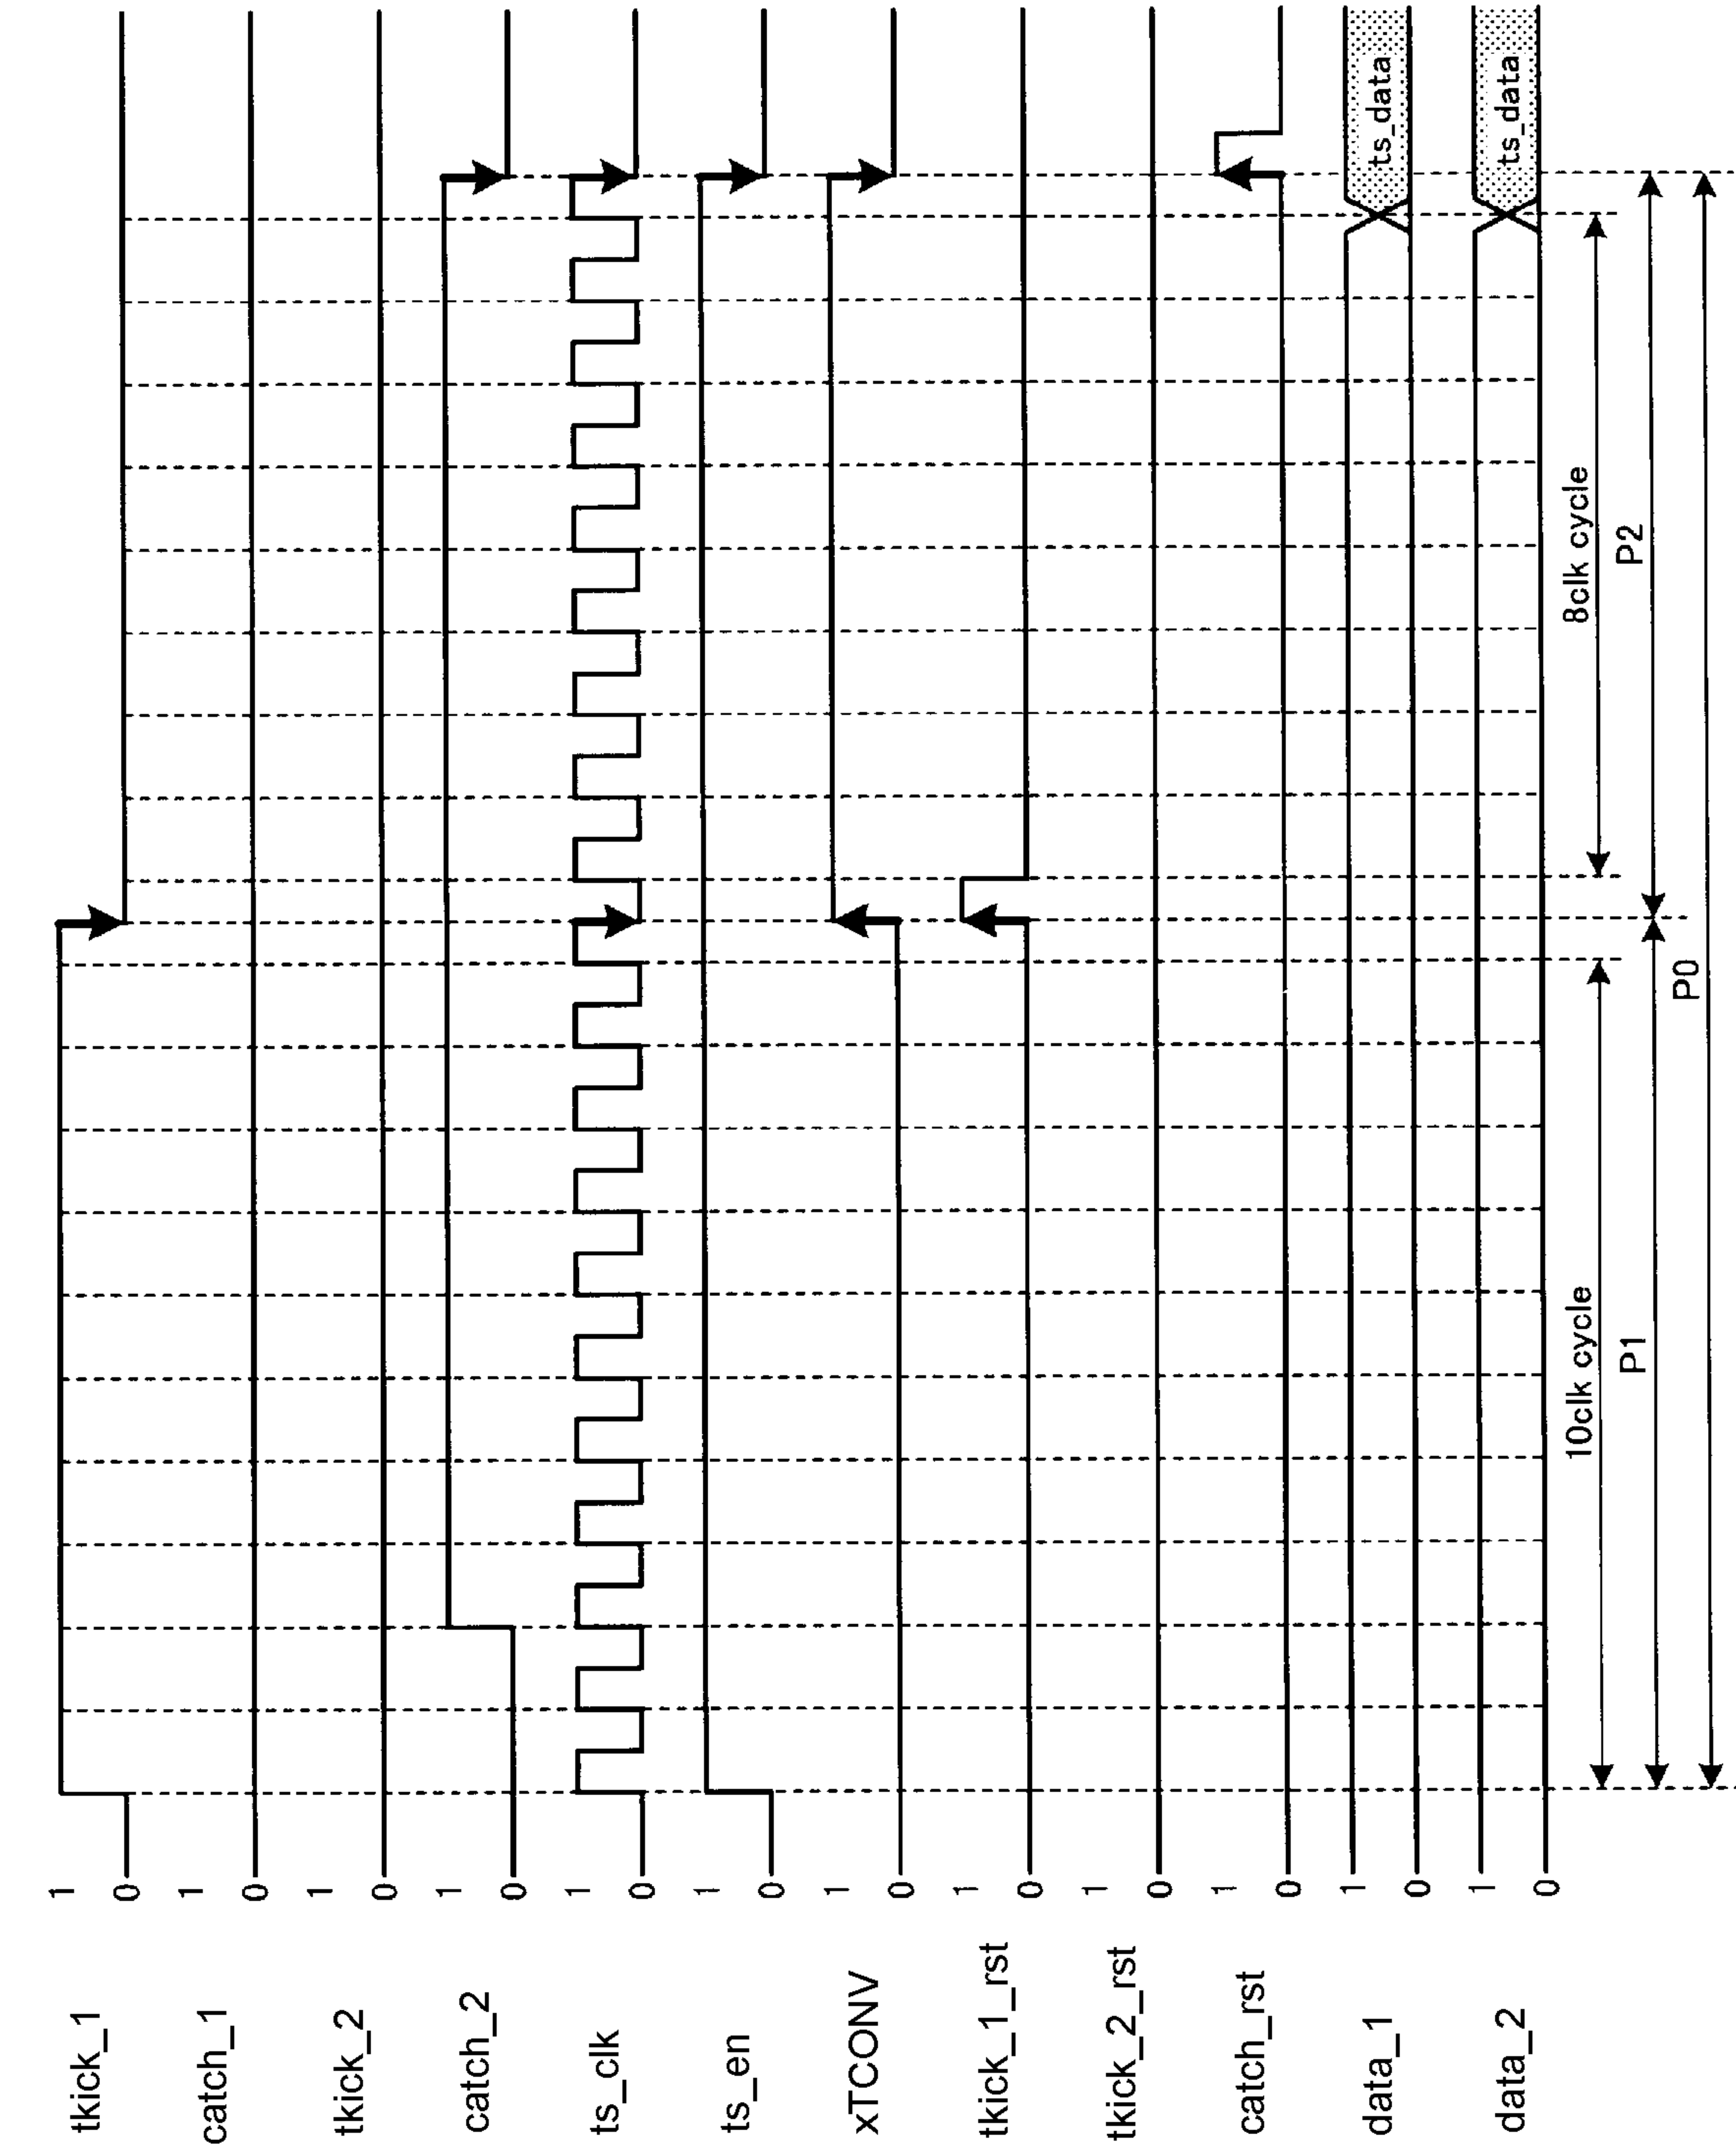 tkick_1 1 0
catch_1 1 0
tkick_2 1 0
catch_2 1 0
ts_clk 1 0
ts_en 1 0
xTCONV 1 0
tkick_1_rst 1 0
tkick_2_rst 1 0
catch_rst 1 0
data_1 1 0 ts_data
data_2 1 0 ts_data
10clk cycle 8clk cycle
P1 P2
P0